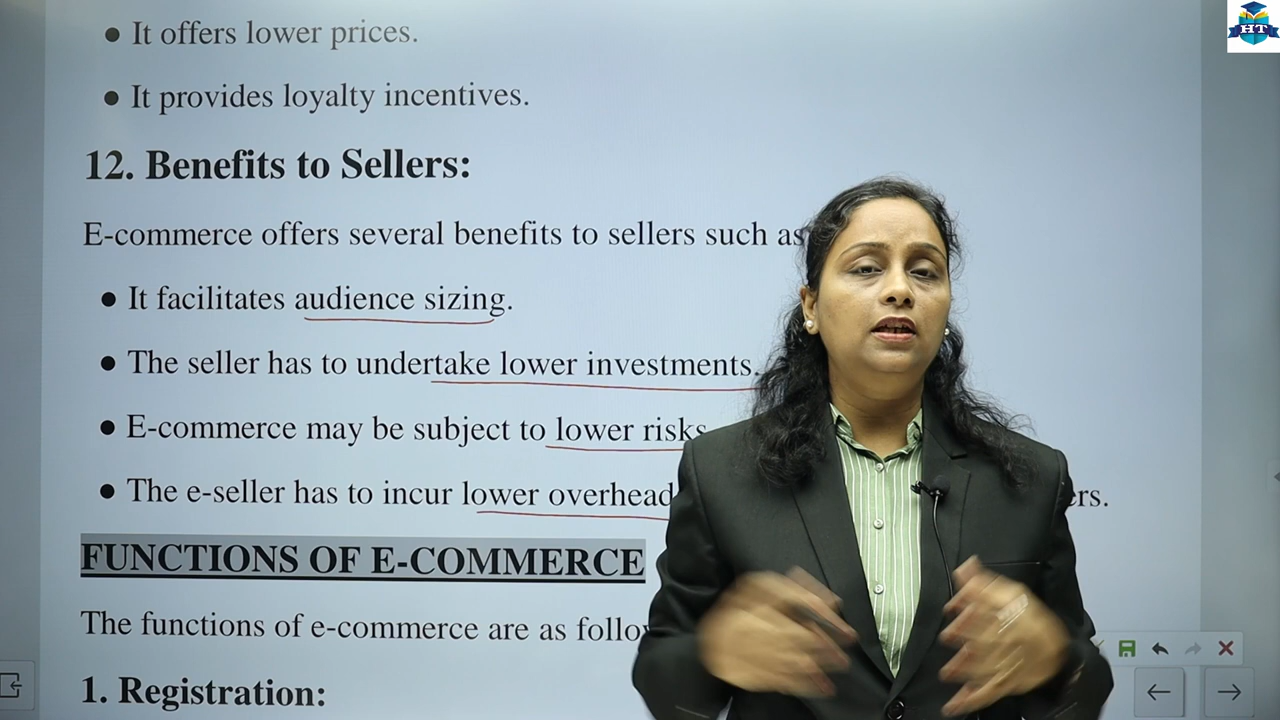 ● It offers lower prices.
● It provides loyalty incentives.
12. Benefits to Sellers:
E-commerce offers several benefits to sellers such as
● It facilitates audience sizing.
● The seller has to undertake lower investments.
● E-commerce may be subject to lower risks
● The e-seller has to incur lower overhead ers.
FUNCTIONS OF E-COMMERCE
The functions of e-commerce are as follo
1. Registration:
HT